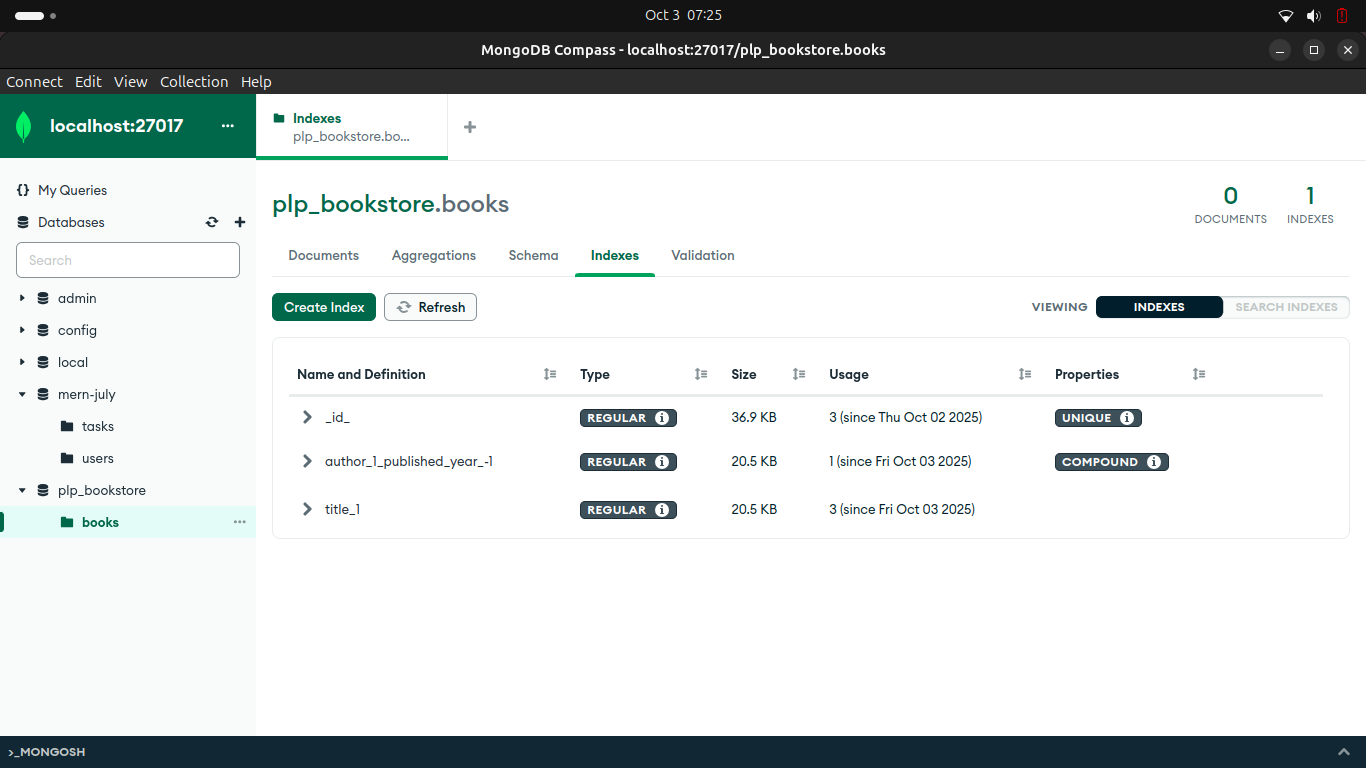 Oct 3 07:25
MongoDB Compass - localhost:27017/plp_bookstore.books
Connect Edit View Collection Help
localhost:27017
Indexes
plp_bookstore.bo...
My Queries
Databases
Search
admin
config
local
mern-july
tasks
users
plp_bookstore
books
plp_bookstore.books
0
DOCUMENTS
1
INDEXES
Documents Aggregations Schema Indexes Validation
Create Index Refresh
VIEWING INDEXES SEARCH INDEXES
Name and Definition Type Size Usage Properties
_id_ REGULAR 36.9 KB 3 (since Thu Oct 02 2025) UNIQUE
author_1_published_year_-1 REGULAR 20.5 KB 1 (since Fri Oct 03 2025) COMPOUND
title_1 REGULAR 20.5 KB 3 (since Fri Oct 03 2025)
>_MONGOSH